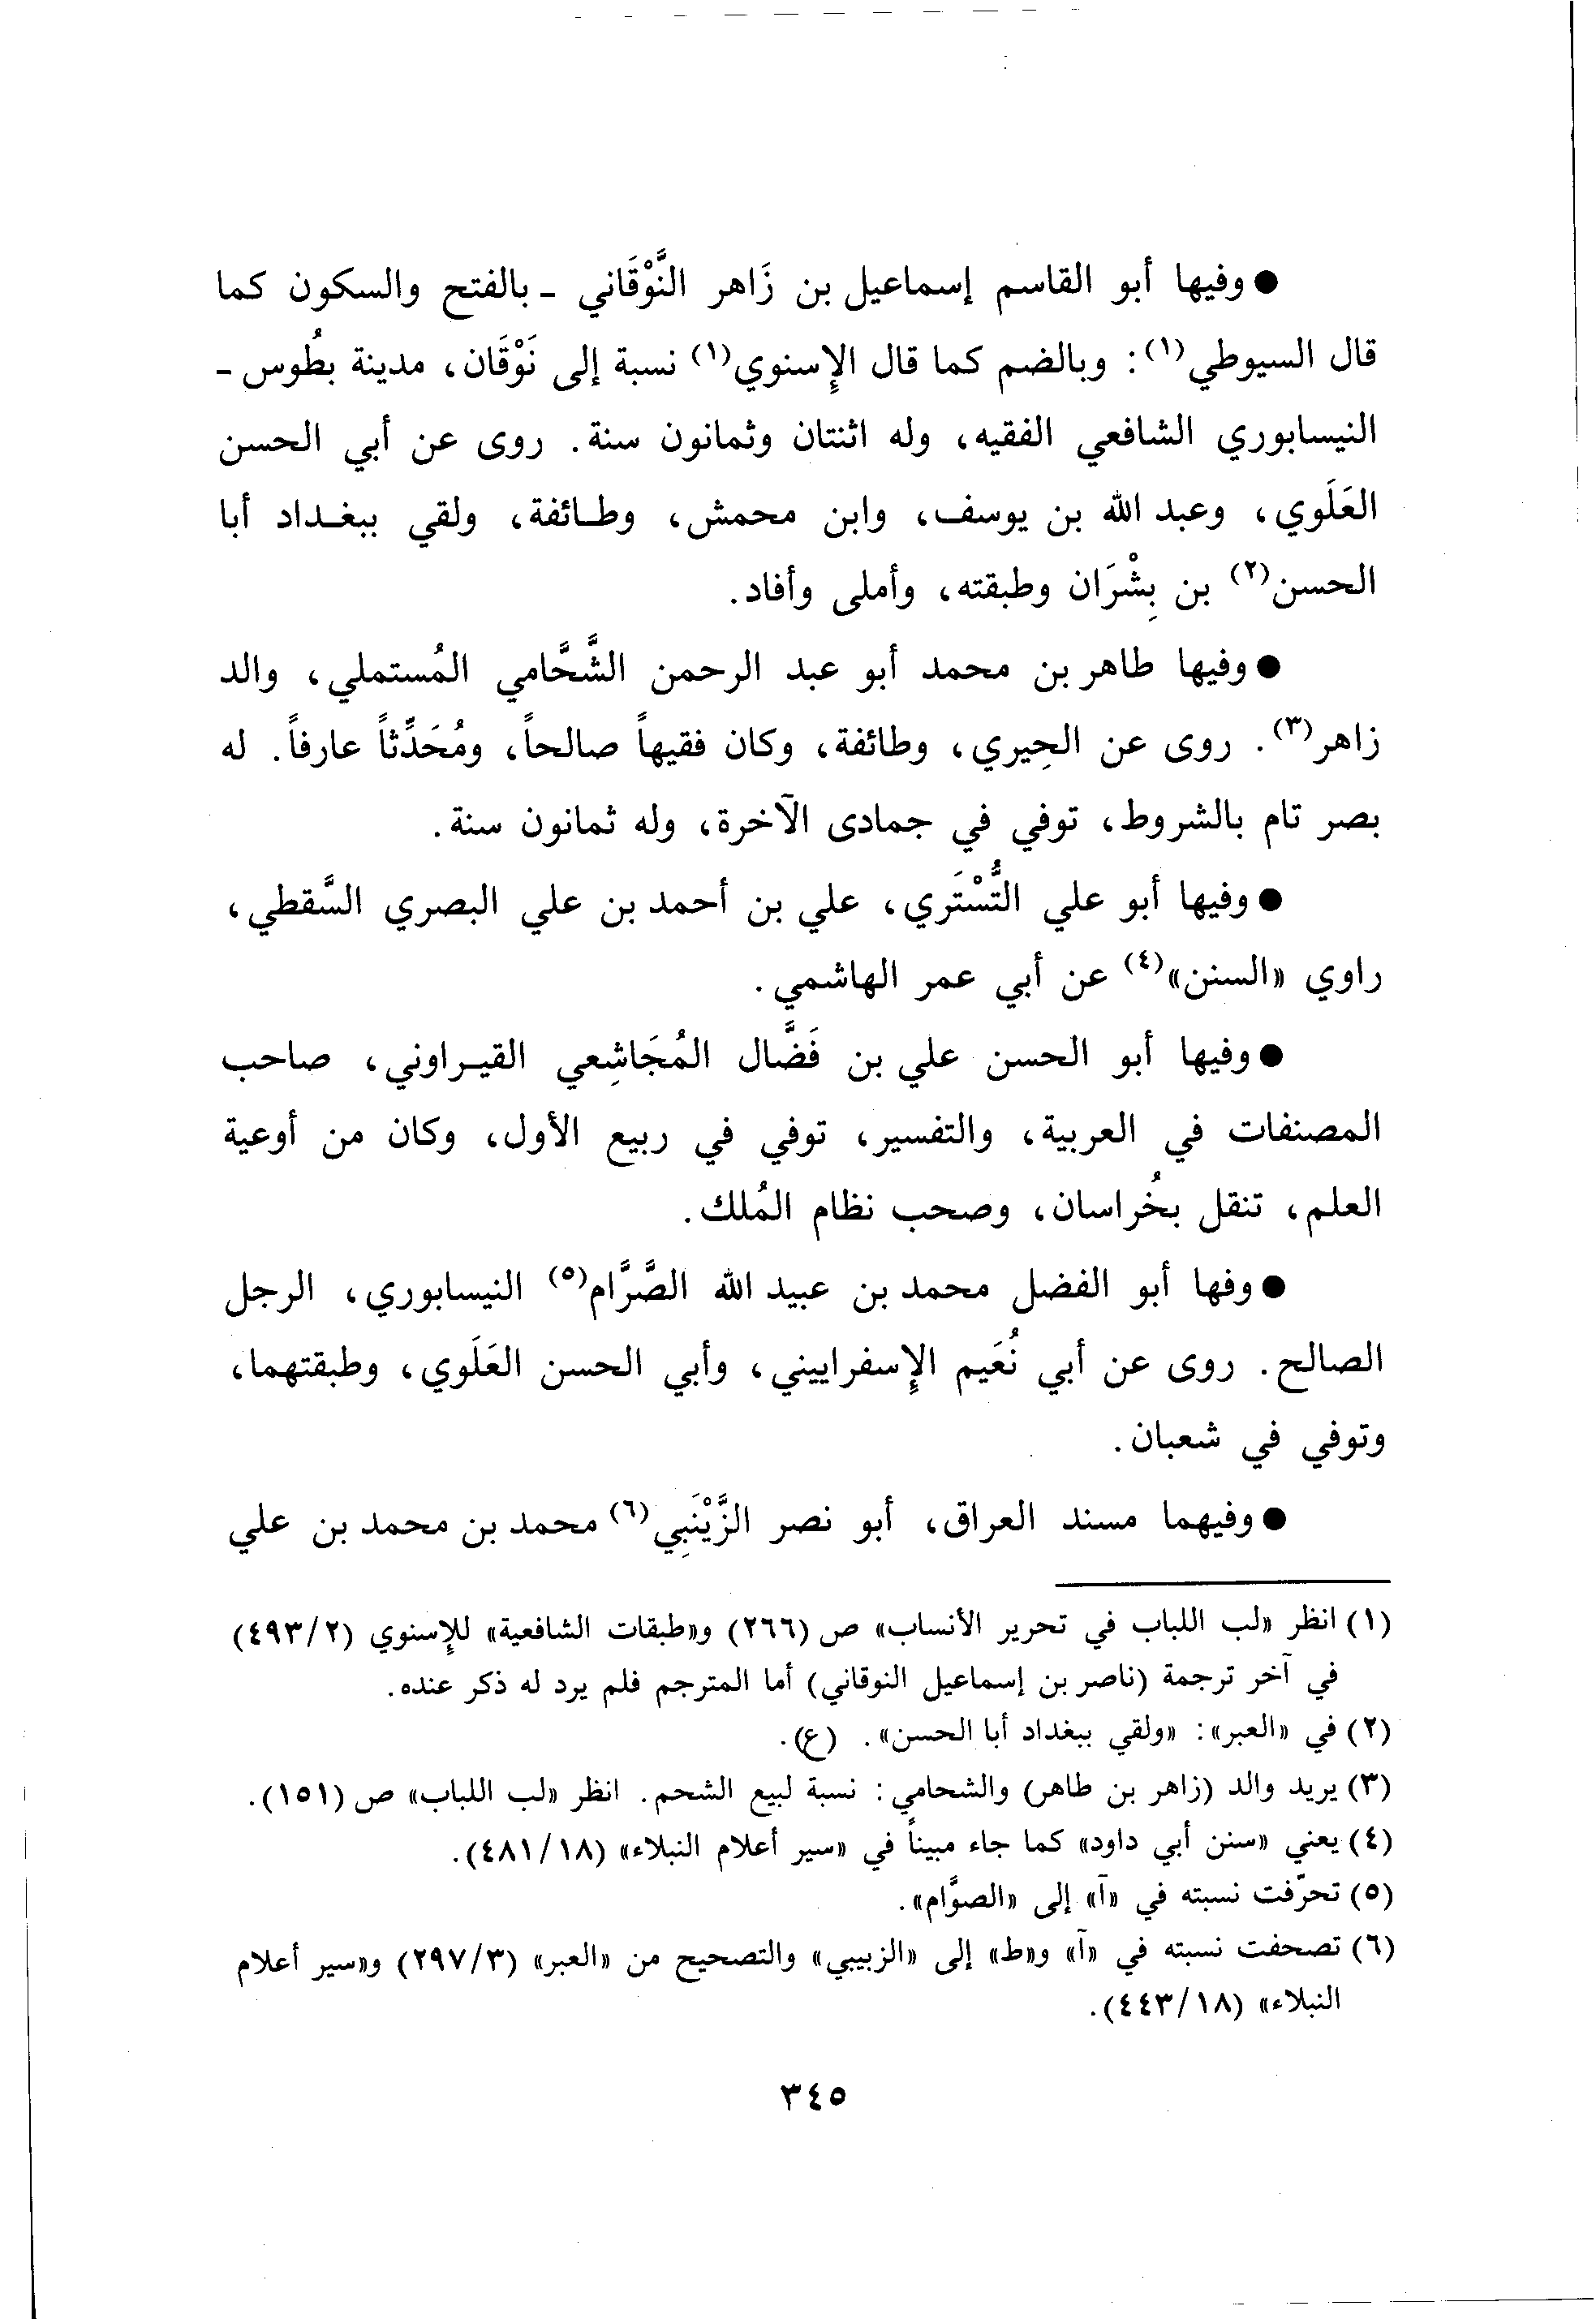 ● وفيها أبو القاسم إسماعيل بن زَاهر النَّوْقَاني ـ بالفتح والسكون كما
قال السيوطي(١): وبالضم كما قال الإِسنوي(١) نسبة إلى نَوْقَان، مدينة بطُوس ـ
النيسابوري الشافعي الفقيه، وله اثنتان وثمانون سنة. روى عن أبي الحسن
العَلَوي، وعبد الله بن يوسف، وابن محمش، وطائفة، ولقي ببغداد أبا
الحسن(٢) بن بِشْرَان وطبقته، وأملى وأفاد.
● وفيها طاهر بن محمد أبو عبد الرحمن الشَّحَّامي المُستملي، والد
زاهر(٣). روى عن الحِيري، وطائفة، وكان فقيهاً صالحاً، ومُحَدِّثاً عارفاً. له
بصر تام بالشروط، توفي في جمادى الآخرة، وله ثمانون سنة.
● وفيها أبو علي التُّسْتَري، علي بن أحمد بن علي البصري السَّقطي،
راوي «السنن»(٤) عن أبي عمر الهاشمي.
● وفيها أبو الحسن علي بن فَضَّال المُجَاشِعي القيرواني، صاحب
المصنفات في العربية، والتفسير، توفي في ربيع الأول، وكان من أوعية
العلم، تنقل بخُراسان، وصحب نظام المُلك.
● وفها أبو الفضل محمد بن عبيد الله الصَّرَّام(٥) النيسابوري، الرجل
الصالح. روى عن أبي نُعَيم الإِسفراييني، وأبي الحسن العَلَوي، وطبقتهما،
وتوفي في شعبان.
● وفيهما مسند العراق، أبو نصر الزَّيْنَبِي(٦) محمد بن محمد بن علي
(١) انظر «لب اللباب في تحرير الأنساب» ص (٢٦٦) و«طبقات الشافعية» للإِسنوي (٤٩٣/٢)
في آخر ترجمة (ناصر بن إسماعيل النوقاني) أما المترجم فلم يرد له ذكر عنده.
(٢) في «العبر»: «ولقي ببغداد أبا الحسن». (ع).
(٣) يريد والد (زاهر بن طاهر) والشحامي: نسبة لبيع الشحم. انظر «لب اللباب» ص (١٥١).
(٤) يعني «سنن أبي داود» كما جاء مبيناً في «سير أعلام النبلاء» (٤٨١/١٨).
(٥) تحرّفت نسبته في «آ» إلى «الصوَّام».
(٦) تصحفت نسبته في «آ» و«ط» إلى «الزبيبي» والتصحيح من «العبر» (٢٩٧/٣) و«سير أعلام
النبلاء» (٤٤٣/١٨).
٣٤٥